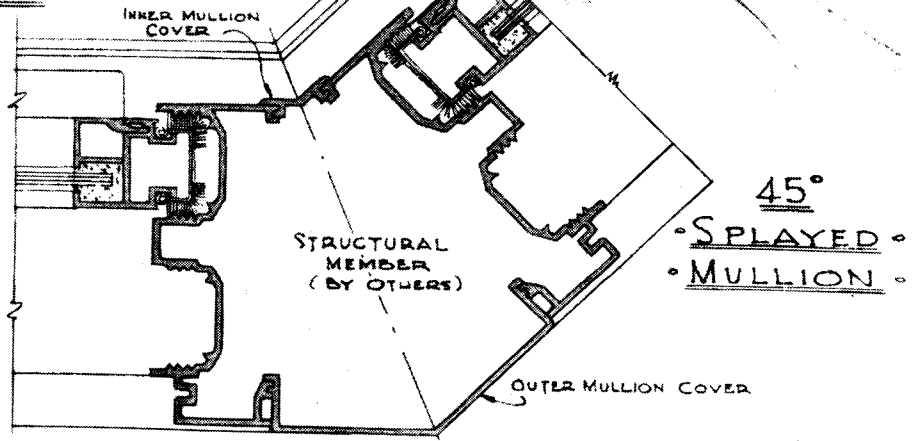 INNER MULLION
COVER
STRUCTURAL
MEMBER
(BY OTHERS)
45°
• SPLAYED •
• MULLION •
OUTER MULLION COVER